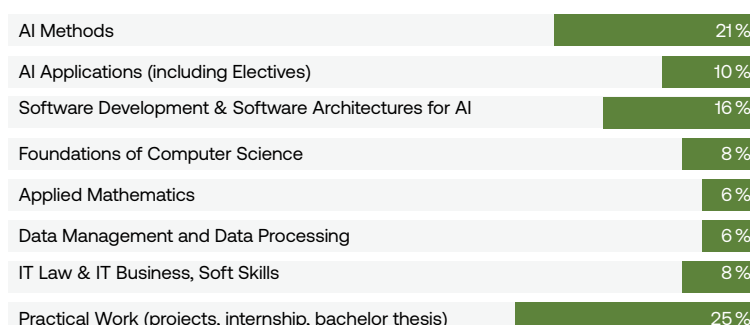 AI Methods 21 %
AI Applications (including Electives) 10 %
Software Development & Software Architectures for AI 16 %
Foundations of Computer Science 8 %
Applied Mathematics 6 %
Data Management and Data Processing 6 %
IT Law & IT Business, Soft Skills 8 %
Practical Work (projects, internship, bachelor thesis) 25 %